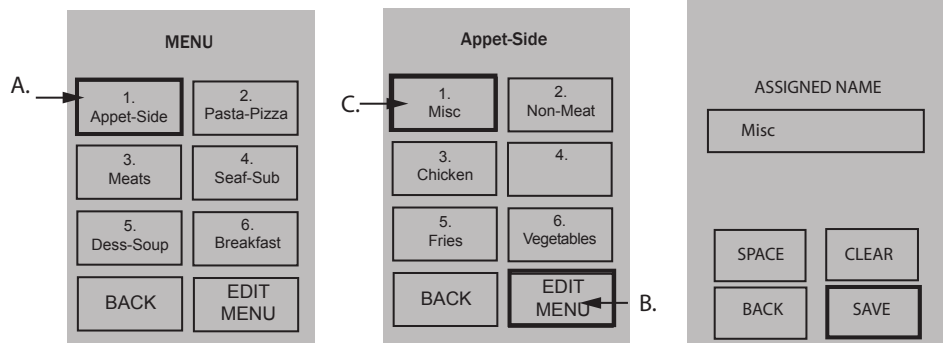 MENU
A.
1.
Appet-Side
2.
Pasta-Pizza
3.
Meats
4.
Seaf-Sub
5.
Dess-Soup
6.
Breakfast
BACK
EDIT
MENU
Appet-Side
C.
1.
Misc
2.
Non-Meat
3.
Chicken
4.
5.
Fries
6.
Vegetables
BACK
EDIT
MENU
B.
ASSIGNED NAME
Misc
SPACE
CLEAR
BACK
SAVE